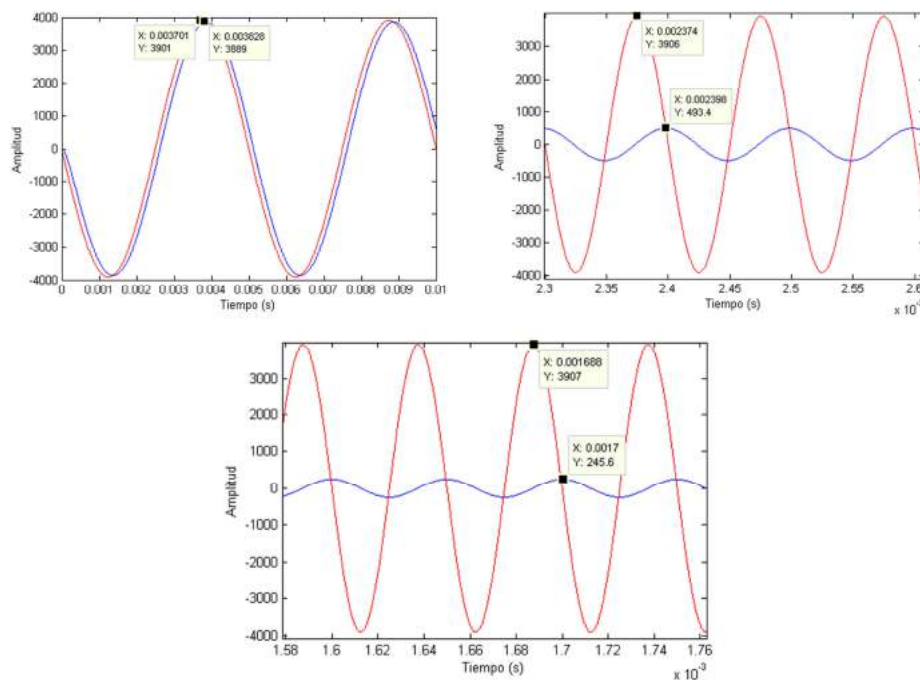 4000
3000
2000
1000
0
-1000
-2000
-3000
-4000
X: 0.003701
Y: 3901
X: 0.003828
Y: 3889
0 0.001 0.002 0.003 0.004 0.005 0.006 0.007 0.008 0.009 0.01
Amplitud
Tiempo (s)
3000
2000
1000
0
-1000
-2000
-3000
-4000
X: 0.002374
Y: 3906
X: 0.002398
Y: 493.4
2.3 2.35 2.4 2.45 2.5 2.55
Amplitud
Tiempo (s)
3000
2000
1000
0
-1000
-2000
-3000
-4000
X: 0.001688
Y: 3907
X: 0.0017
Y: 245.6
1.58 1.6 1.62 1.64 1.66 1.68 1.7 1.72 1.74 1.76
Amplitud
Tiempo (s)
x 10⁻³